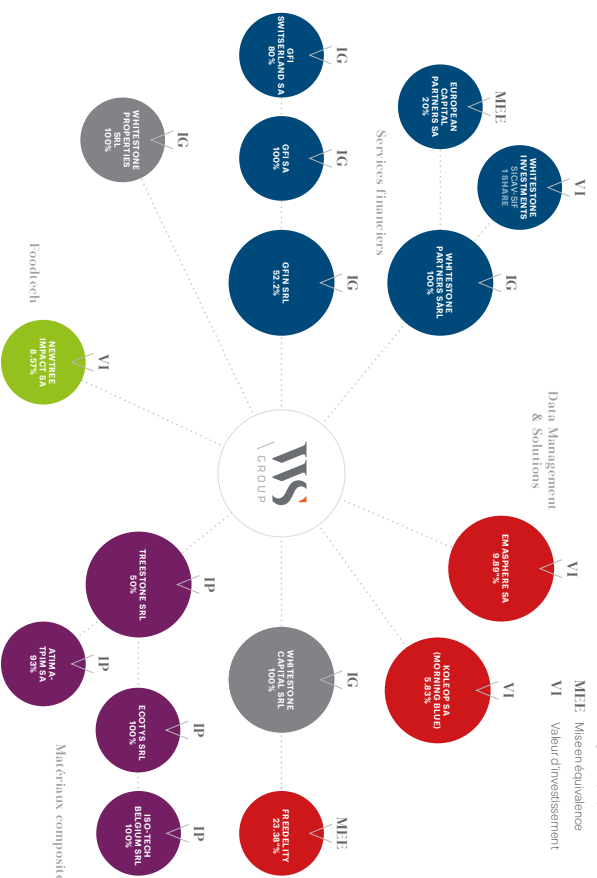 IG
GFI
SWITSERLAND SA
80%
IG
GFI SA
100%
IG
GFIN SRL
52.2%
MEE
EUROPEAN
CAPITAL
PARTNERS SA
20%
VI
WHITESTONE
INVESTMENTS
SICAV-SIF
1 SHARE
IG
WHITESTONE
PARTNERS SÀRL
100%
Services financiers
IG
WHITESTONE
PROPERTIES
SRL
100%
Foodtech
VI
NEWTREE
IMPACT SA
8.57%
WS
GROUP
Data Management
& Solutions
VI
EMASPHERE SA
9.89"%
VI
KOLEOP SA
(MORNING BLUE)
5.83%
IG
WHITESTONE
CAPITAL SRL
100%
MEE
FREEDELITY
23.38"%
IP
TREESTONE SRL
50%
IP
ATIMA-
TPIM SA
93%
IP
ECOTYS SRL
100%
IP
ISO-TECH
BELGIUM SRL
100%
Matériaux composite
MEE Mise en équivalence
VI Valeur d'investissement